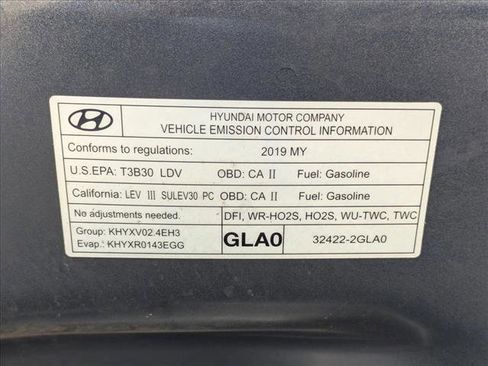 HYUNDAI MOTOR COMPANY
VEHICLE EMISSION CONTROL INFORMATION
Conforms to regulations: 2019 MY
U.S.EPA: T3B30 LDV OBD: CA II Fuel: Gasoline
California: LEV III SULEV30 PC OBD: CA II Fuel: Gasoline
No adjustments needed. DFI, WR-HO2S, HO2S, WU-TWC, TWC
Group: KHYXV02.4EH3
Evap.: KHYXR0143EGG
GLA0 32422-2GLA0